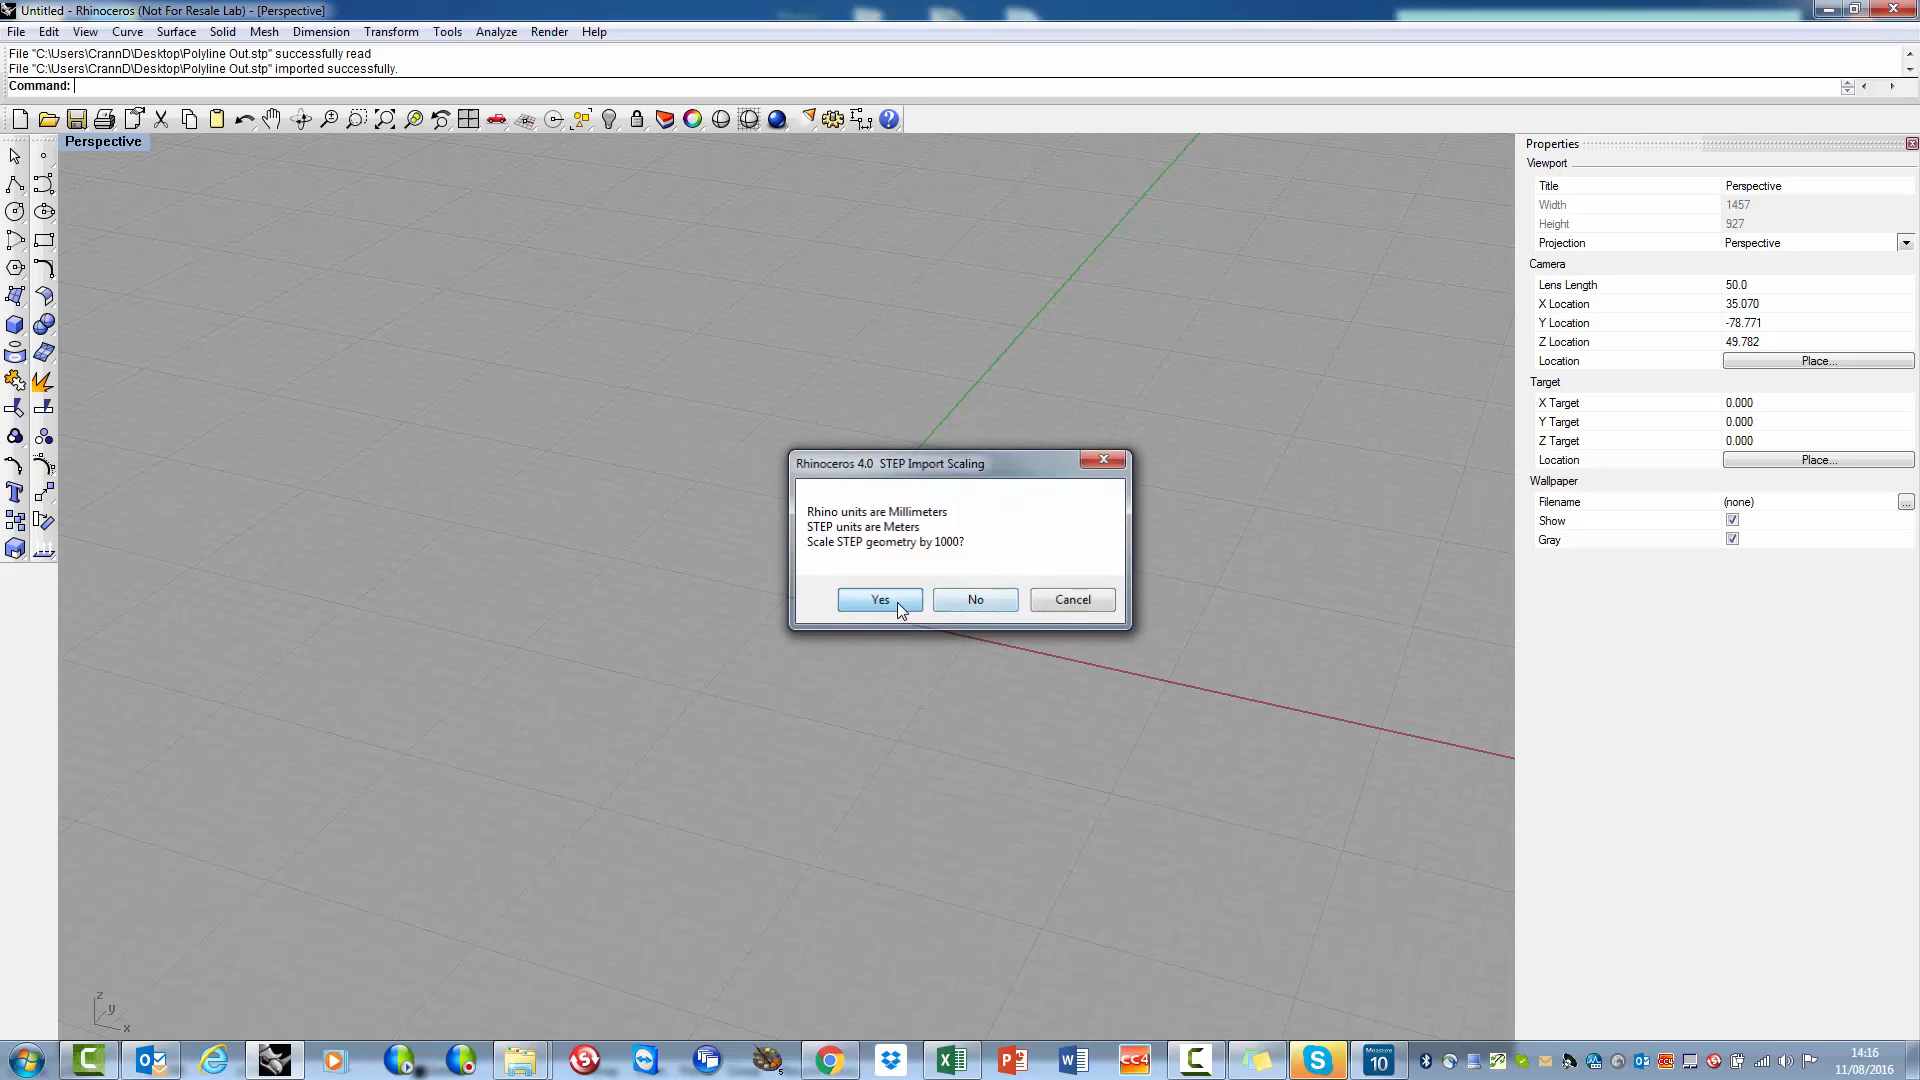 Untitled - Rhinoceros (Not For Resale Lab) - [Perspective]
File Edit View Curve Surface Solid Mesh Dimension Transform Tools Analyze Render Help
File "C:\Users\CrannD\Desktop\Polyline Out.stp" successfully read
File "C:\Users\CrannD\Desktop\Polyline Out.stp" imported successfully.
Command:
Perspective
Rhinoceros 4.0 STEP Import Scaling
Rhino units are Millimeters
STEP units are Meters
Scale STEP geometry by 1000?
Yes No Cancel
z
y
x
Properties
Viewport
Title Perspective
Width 1457
Height 927
Projection Perspective
Camera
Lens Length 50.0
X Location 35.070
Y Location -78.771
Z Location 49.782
Location Place...
Target
X Target 0.000
Y Target 0.000
Z Target 0.000
Location Place...
Wallpaper
Filename (none) ...
Show
Gray
CC4
Measure
10
14:16
11/08/2016